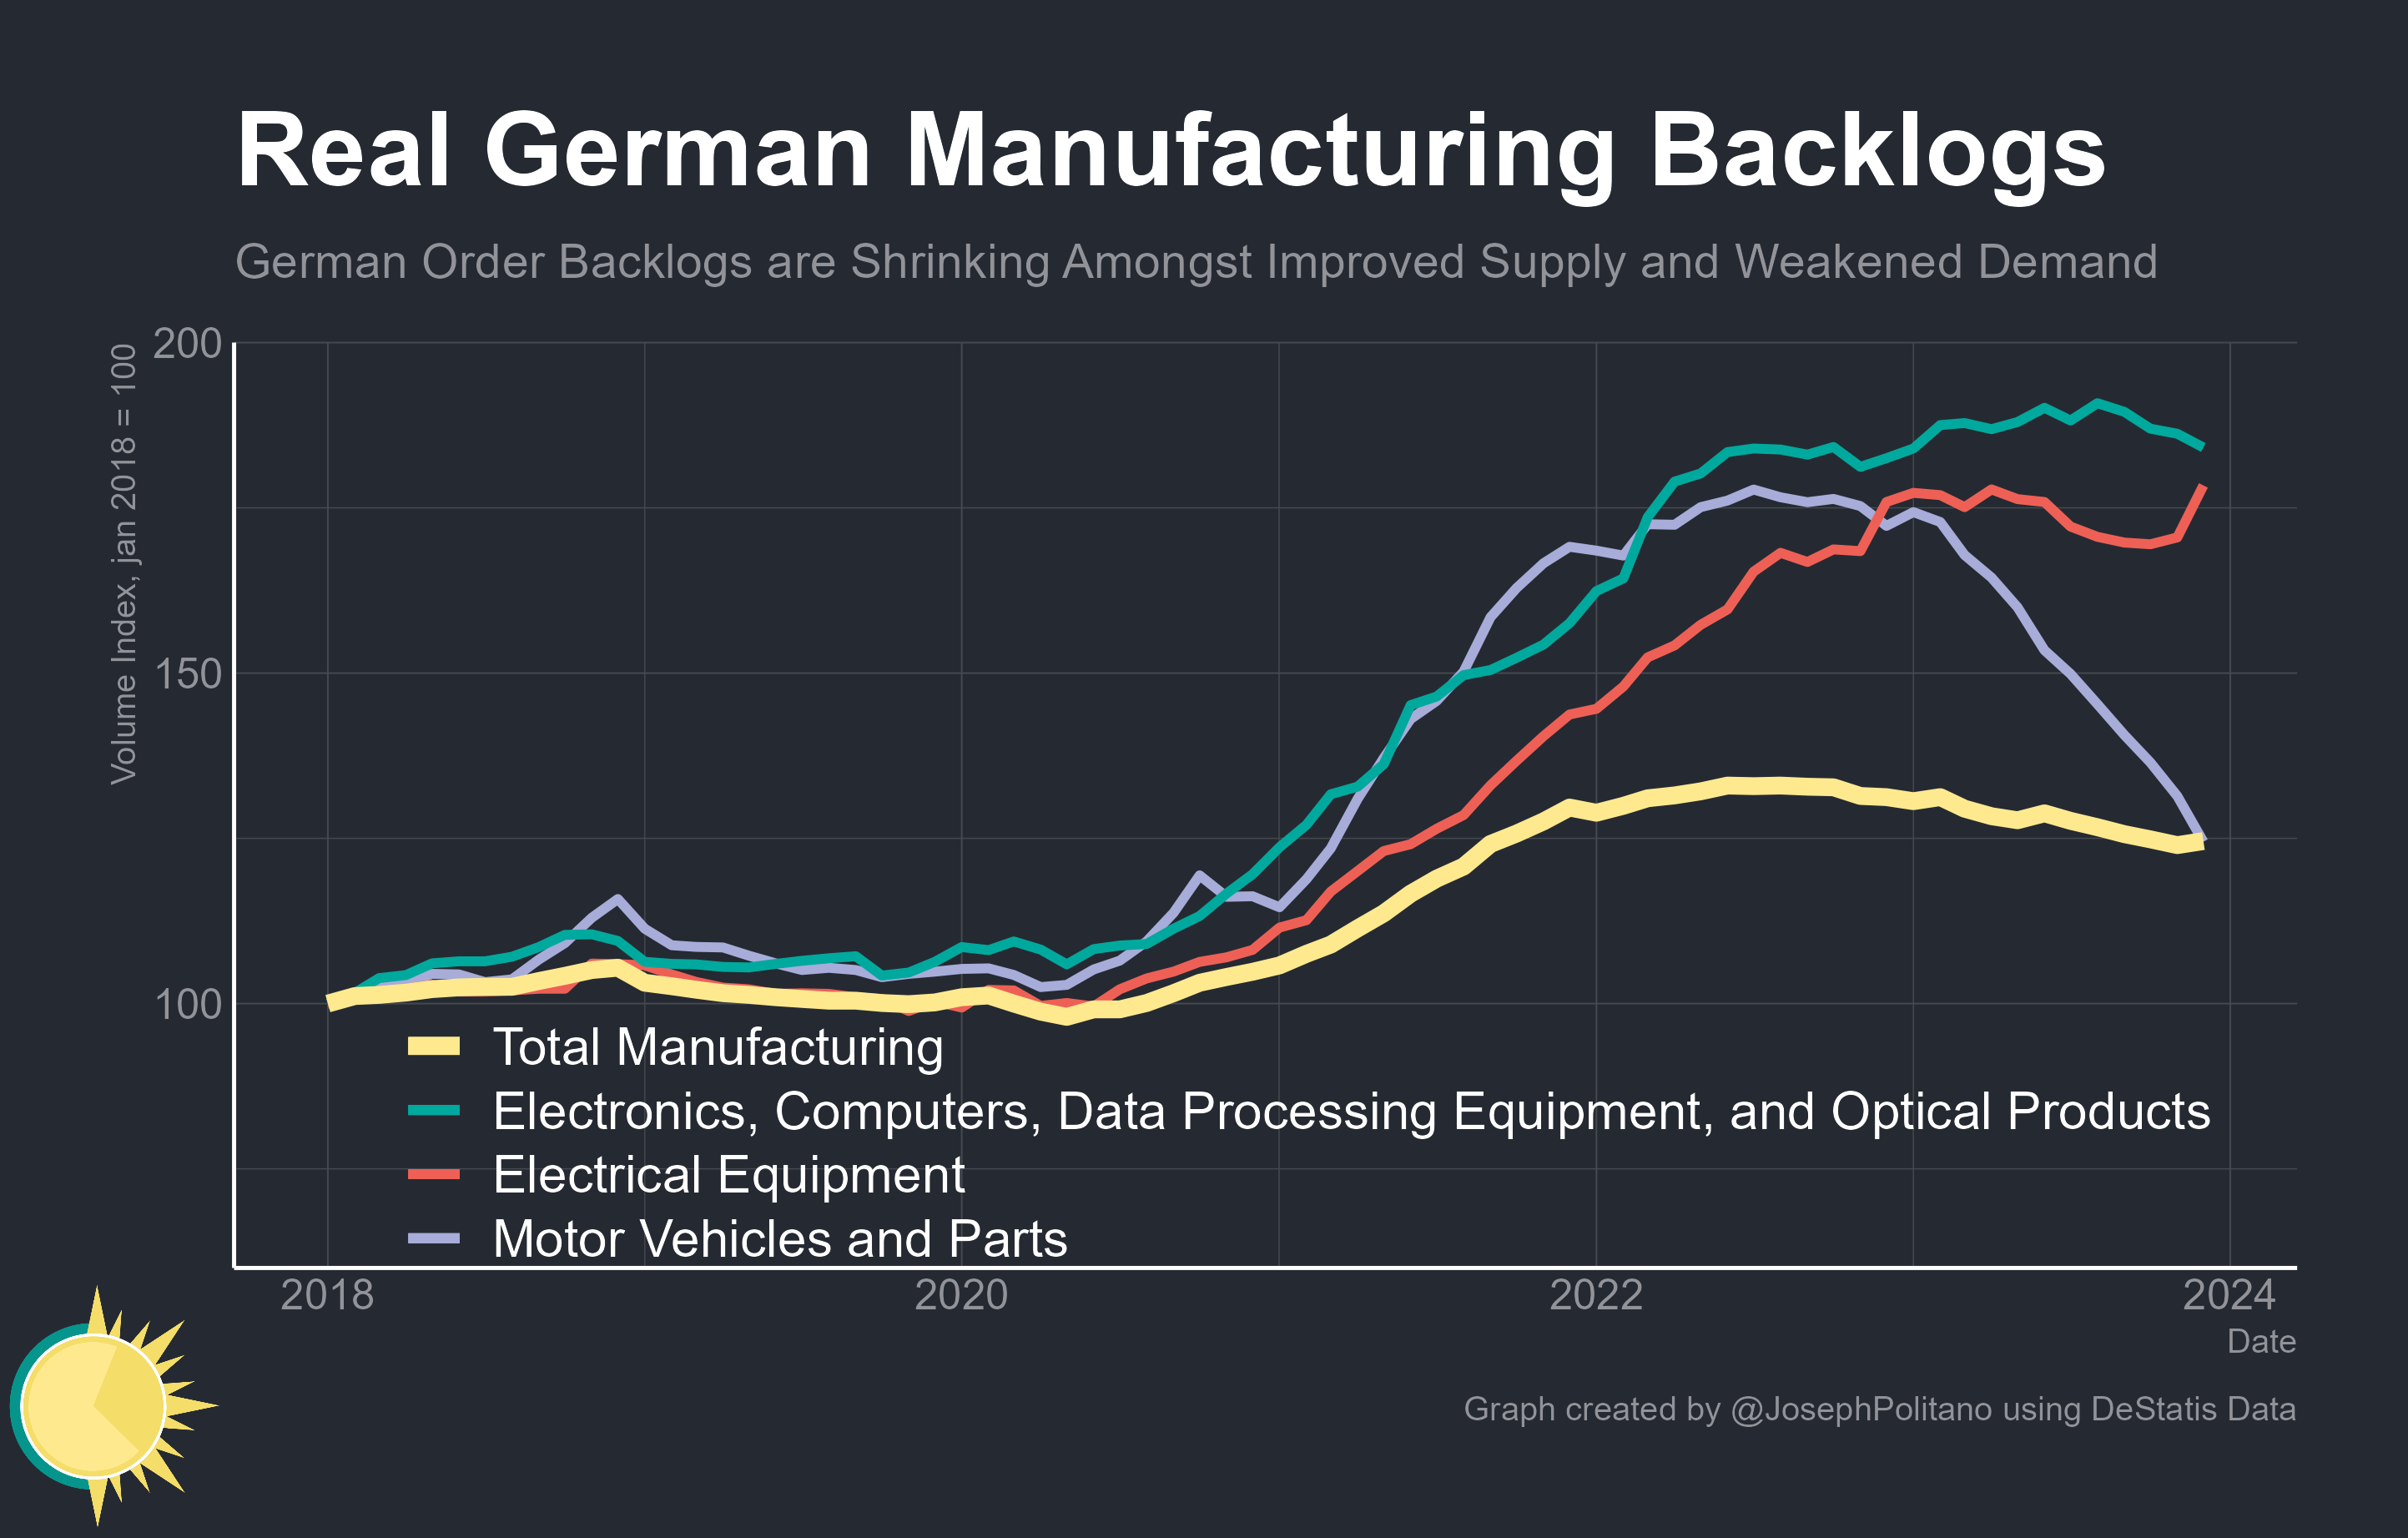 Real German Manufacturing Backlogs
German Order Backlogs are Shrinking Amongst Improved Supply and Weakened Demand
Volume Index, jan 2018 = 100
200
150
100
Total Manufacturing
Electronics, Computers, Data Processing Equipment, and Optical Products
Electrical Equipment
Motor Vehicles and Parts
2018 2020 2022 2024
Date
Graph created by @JosephPolitano using DeStatis Data